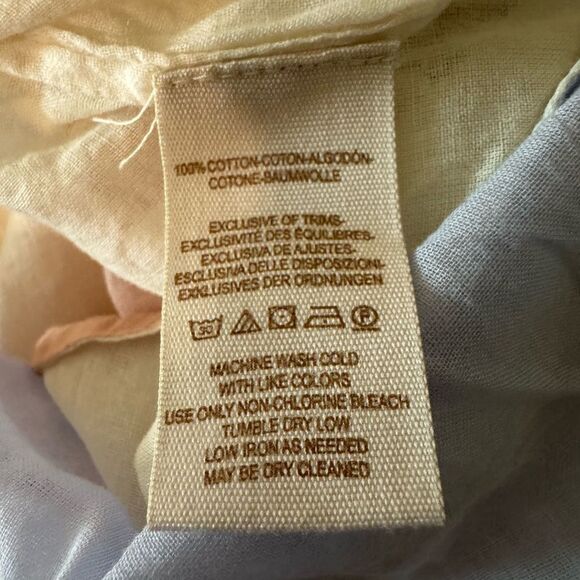 100% COTTON-COTON-ALGODÓN-
COTONE-BAUMWOLLE
EXCLUSIVE OF TRIMS-
EXCLUSIVITÉ DES ÉQUILIERES-
EXCLUSIVA DE AJUSTES-
ESCLUSIVA DELLE DISPOSIZIONI-
EXKLUSIVES DER ORDNUNGEN
30
P
MACHINE WASH COLD
WITH LIKE COLORS
USE ONLY NON-CHLORINE BLEACH
TUMBLE DRY LOW
LOW IRON AS NEEDED
MAY BE DRY CLEANED